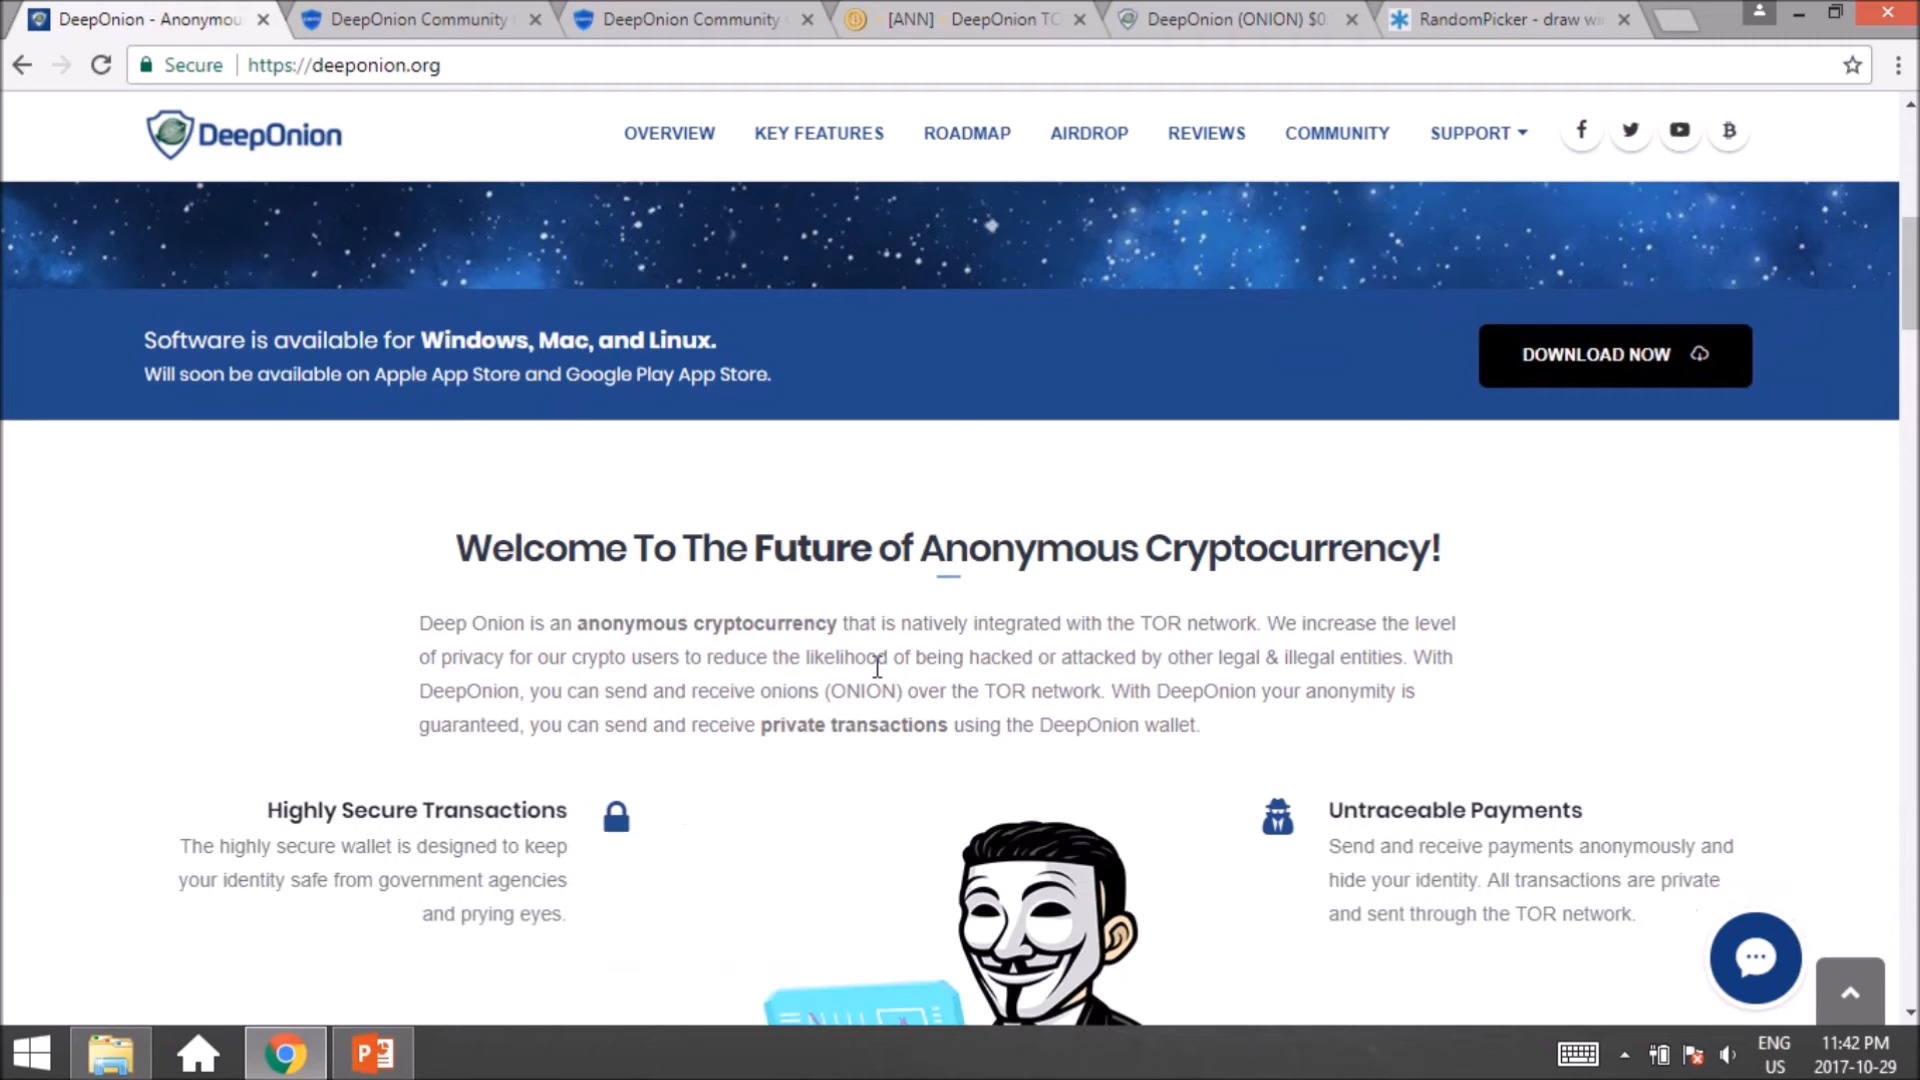 DeepOnion - Anonymou
DeepOnion Community
DeepOnion Community
[ANN] DeepOnion TO
DeepOnion (ONION) $0.
RandomPicker - draw wi
Secure https://deeponion.org
DeepOnion
OVERVIEW KEY FEATURES ROADMAP AIRDROP REVIEWS COMMUNITY SUPPORT
Software is available for Windows, Mac, and Linux.
Will soon be available on Apple App Store and Google Play App Store.
DOWNLOAD NOW
Welcome To The Future of Anonymous Cryptocurrency!
Deep Onion is an anonymous cryptocurrency that is natively integrated with the TOR network. We increase the level
of privacy for our crypto users to reduce the likelihood of being hacked or attacked by other legal & illegal entities. With
DeepOnion, you can send and receive onions (ONION) over the TOR network. With DeepOnion your anonymity is
guaranteed, you can send and receive private transactions using the DeepOnion wallet.
Highly Secure Transactions
The highly secure wallet is designed to keep
your identity safe from government agencies
and prying eyes.
Untraceable Payments
Send and receive payments anonymously and
hide your identity. All transactions are private
and sent through the TOR network.
ENG
US
11:42 PM
2017-10-29